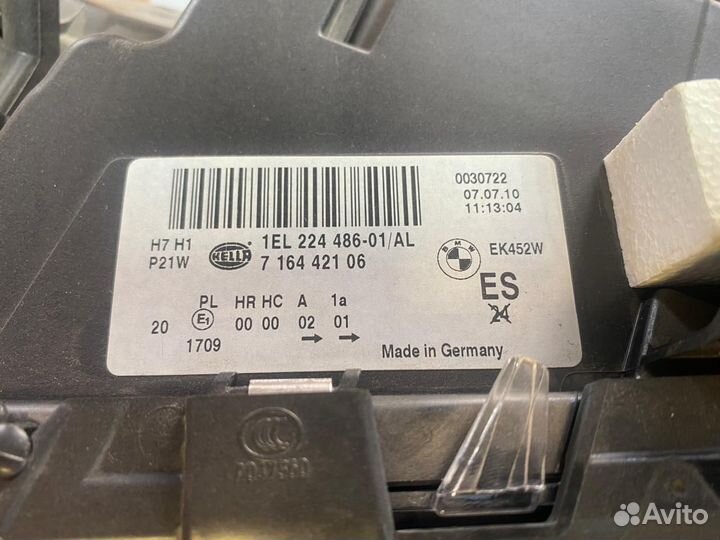 0030722
07.07.10
11:13:04
H7 H1
P21W
HELLA
1EL 224 486-01/AL
7 164 421 06
BMW
EK452W
ES
24
PL HR HC A 1a
20 E1 00 00 02 01
1709
Made in Germany
CCC
Avito